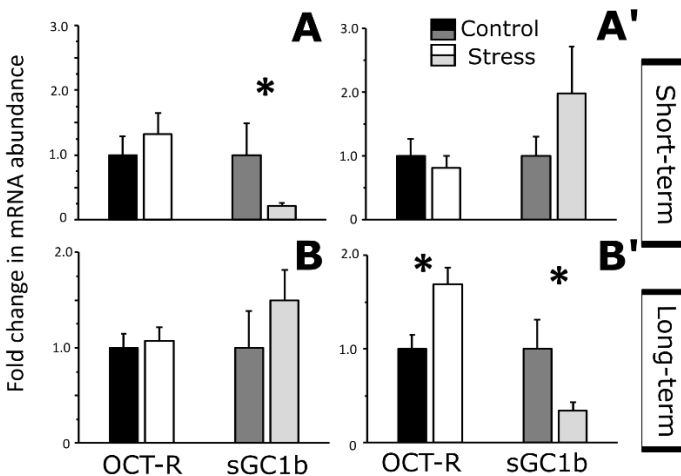 A
A'
Control
Stress
*
3.0
2.0
1.0
0
3.0
2.0
1.0
0
Short-term
Fold change in mRNA abundance
B
B'
*
*
2.0
1.0
0
2.0
1.0
0
Long-term
OCT-R
sGC1b
OCT-R
sGC1b